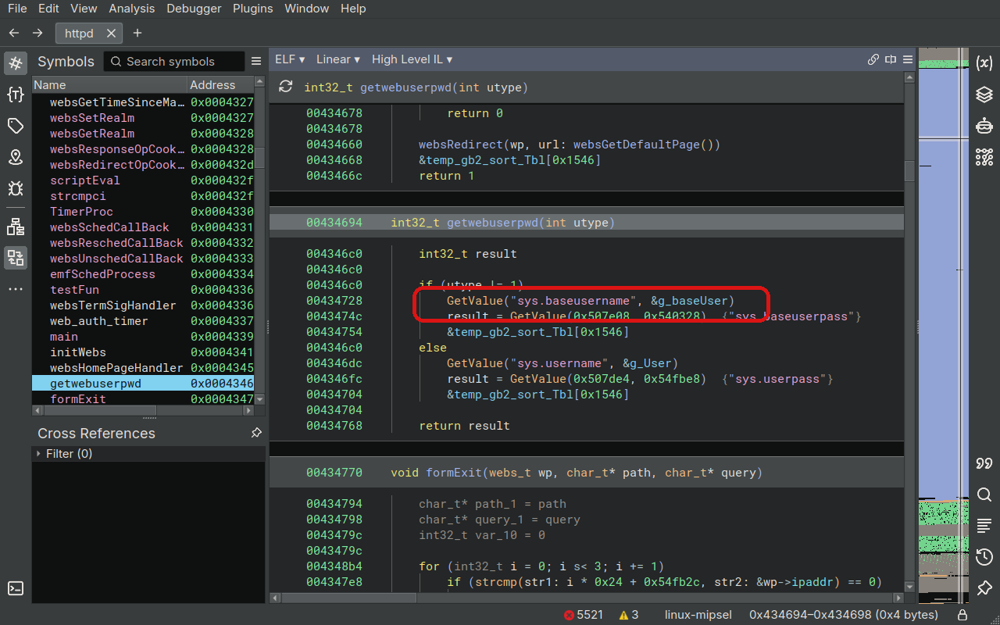 File Edit View Analysis Debugger Plugins Window Help
httpd
Symbols Search symbols
Name Address
websGetTimeSinceMa… 0x0004327
websSetRealm 0x0004327
websGetRealm 0x0004328
websResponseOpCook… 0x0004328
websRedirectOpCook… 0x000432d
scriptEval 0x000432f
strcmpci 0x000432f
TimerProc 0x0004330
websSchedCallBack 0x0004331
websReschedCallBack 0x0004332
websUnschedCallBack 0x0004333
emfSchedProcess 0x0004334
testFun 0x0004336
websTermSigHandler 0x0004336
web_auth_timer 0x0004337
main 0x0004339
initWebs 0x0004341
websHomePageHandler 0x0004345
getwebuserpwd 0x0004346
formExit 0x0004347
Cross References
Filter (0)
ELF ▾ Linear ▾ High Level IL ▾
int32_t getwebuserpwd(int utype)
00434678 return 0
00434678
00434660 websRedirect(wp, url: websGetDefaultPage())
00434668 &temp_gb2_sort_Tbl[0x1546]
0043466c return 1
00434694 int32_t getwebuserpwd(int utype)
004346c0 int32_t result
004346c0
004346c0 if (utype != 1)
00434728 GetValue("sys.baseusername", &g_baseUser)
0043474c result = GetValue(0x507e08, 0x540328) {"sys.baseuserpass"}
00434754 &temp_gb2_sort_Tbl[0x1546]
004346c0 else
004346dc GetValue("sys.username", &g_User)
004346fc result = GetValue(0x507de4, 0x54fbe8) {"sys.userpass"}
00434704 &temp_gb2_sort_Tbl[0x1546]
00434704
00434768 return result
00434770 void formExit(webs_t wp, char_t* path, char_t* query)
00434794 char_t* path_1 = path
00434798 char_t* query_1 = query
0043479c int32_t var_10 = 0
0043479c
004348b4 for (int32_t i = 0; i s< 3; i += 1)
004347e8 if (strcmp(str1: i * 0x24 + 0x54fb2c, str2: &wp->ipaddr) == 0)
5521 3 linux-mipsel 0x434694–0x434698 (0x4 bytes)